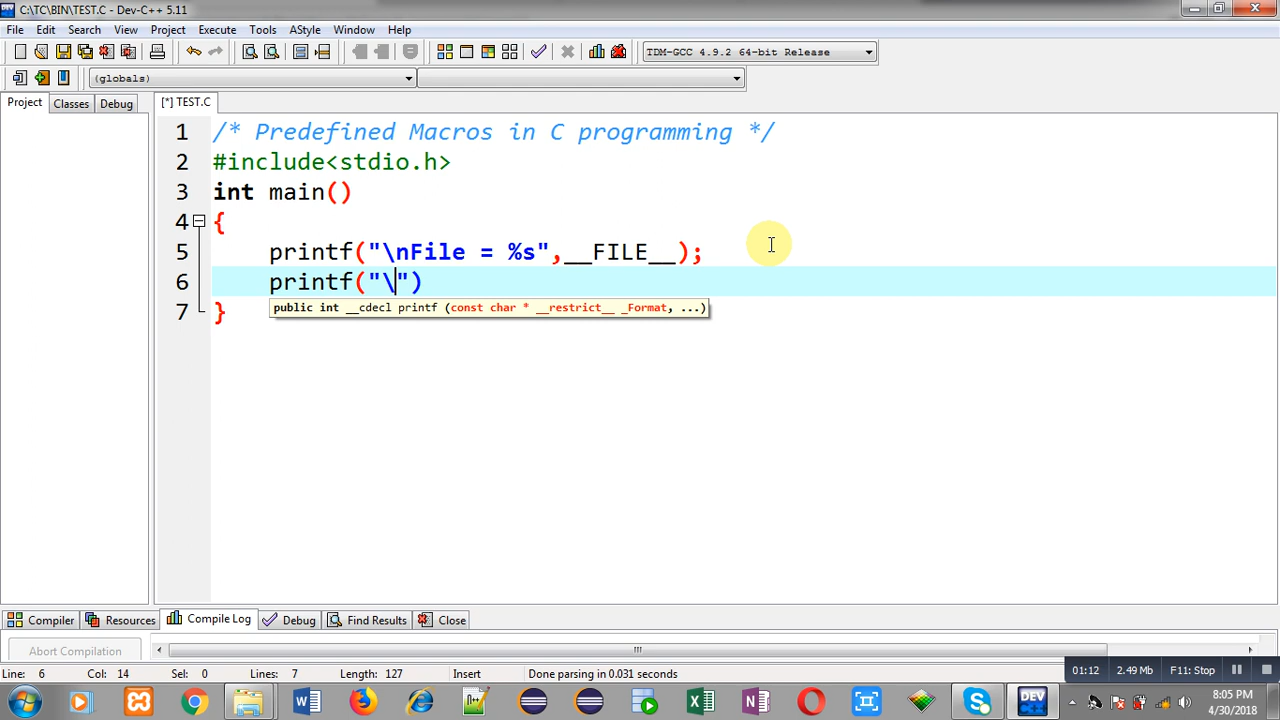 C:\TC\BIN\TEST.C - Dev-C++ 5.11
File Edit Search View Project Execute Tools AStyle Window Help
TDM-GCC 4.9.2 64-bit Release
(globals)
Project Classes Debug [*] TEST.C
1 /* Predefined Macros in C programming */
2 #include<stdio.h>
3 int main()
4 {
5 printf("\nFile = %s",__FILE__);
6 printf("\")
public int __cdecl printf (const char * __restrict__ _Format, ...)
7 }
Compiler Resources Compile Log Debug Find Results Close
Abort Compilation
Line: 6 Col: 14 Sel: 0 Lines: 7 Length: 127 Insert Done parsing in 0.031 seconds
01:12 2.49 Mb F11: Stop
DEV
8:05 PM
4/30/2018